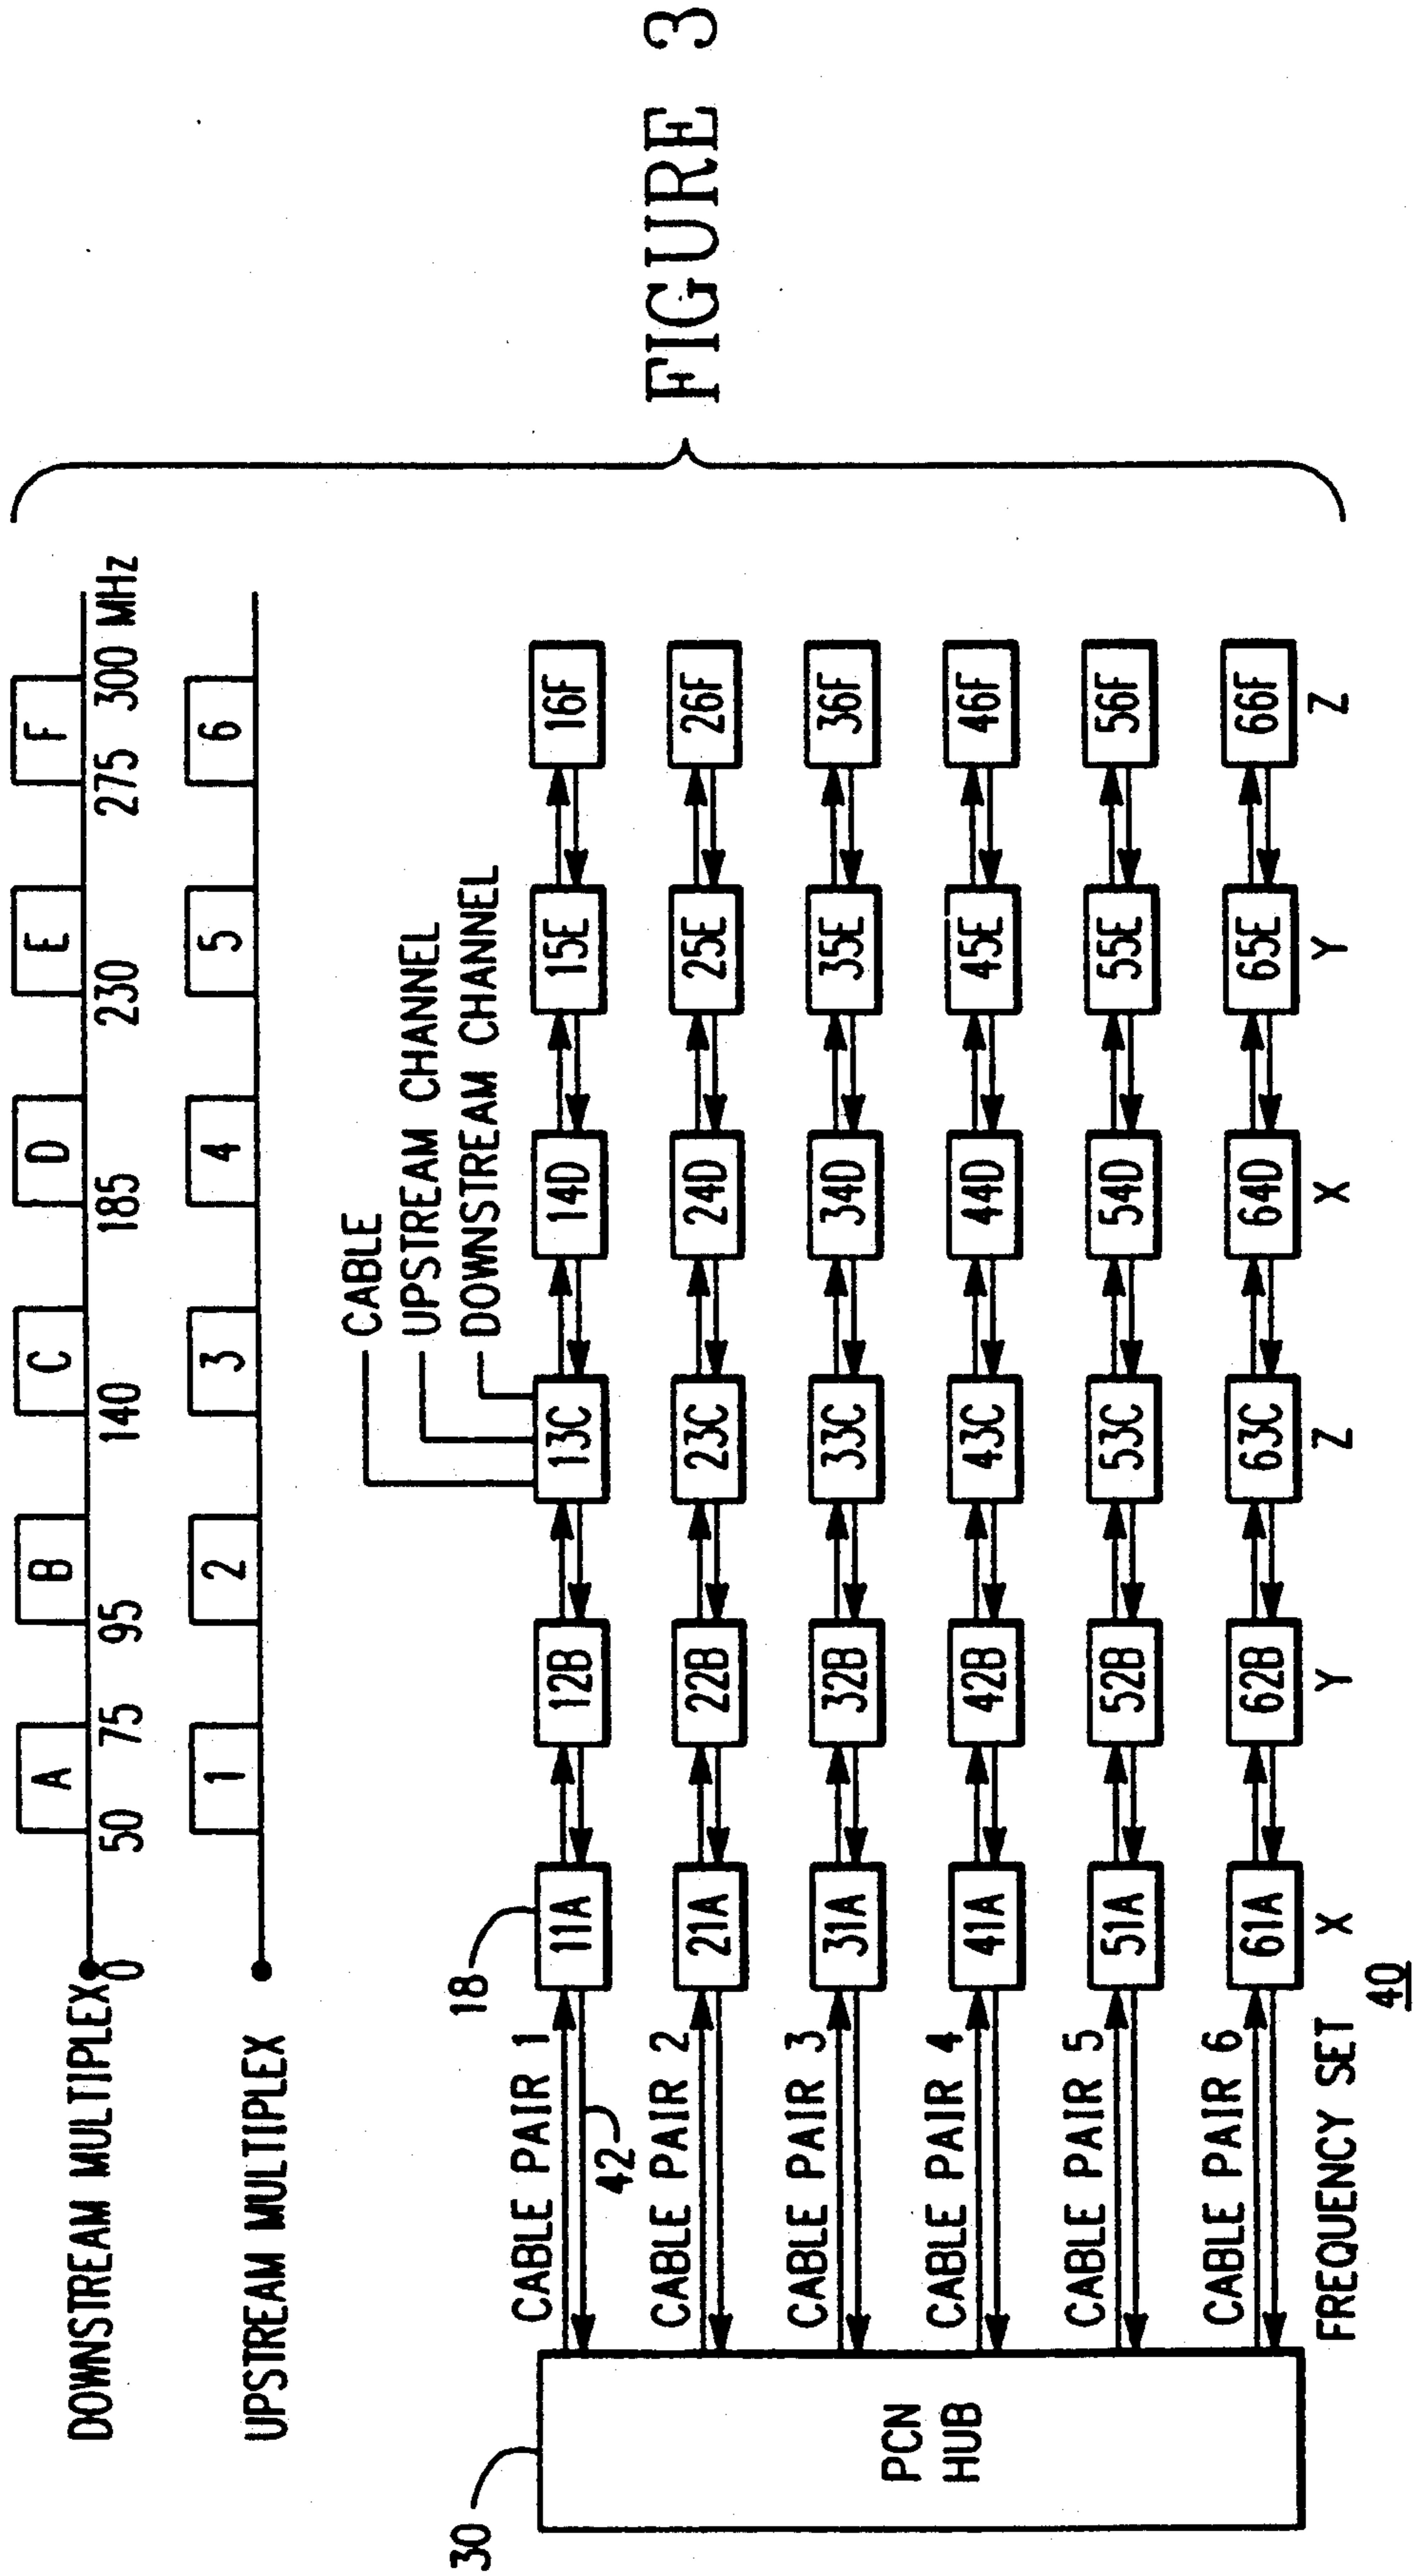 DOWNSTREAM MULTIPLEX
A B C D E F
0 50 75 95 140 185 230 275 300 MHz
UPSTREAM MULTIPLEX
1 2 3 4 5 6
CABLE
UPSTREAM CHANNEL
DOWNSTREAM CHANNEL
30
18
CABLE PAIR 1
11A 12B 13C 14D 15E 16F
42
CABLE PAIR 2
21A 22B 23C 24D 25E 26F
CABLE PAIR 3
31A 32B 33C 34D 35E 36F
PCN
HUB
CABLE PAIR 4
41A 42B 43C 44D 45E 46F
CABLE PAIR 5
51A 52B 53C 54D 55E 56F
CABLE PAIR 6
61A 62B 63C 64D 65E 66F
FREQUENCY SET X Y Z X Y Z
40
FIGURE 3